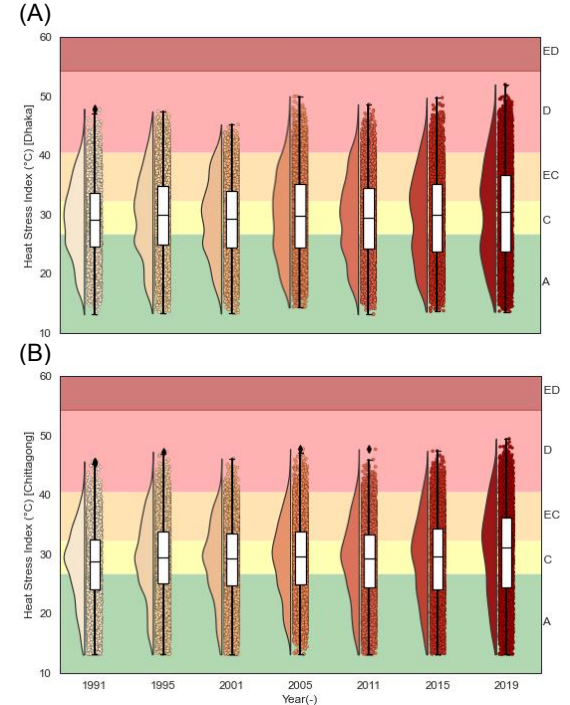 (A)
60
ED
50
D
40
EC
30
C
20
A
10
Heat Stress Index (°C) [Dhaka]
(B)
60
ED
50
D
40
EC
30
C
20
A
10
Heat Stress Index (°C) [Chittagong]
1991 1995 2001 2005 2011 2015 2019
Year(-)